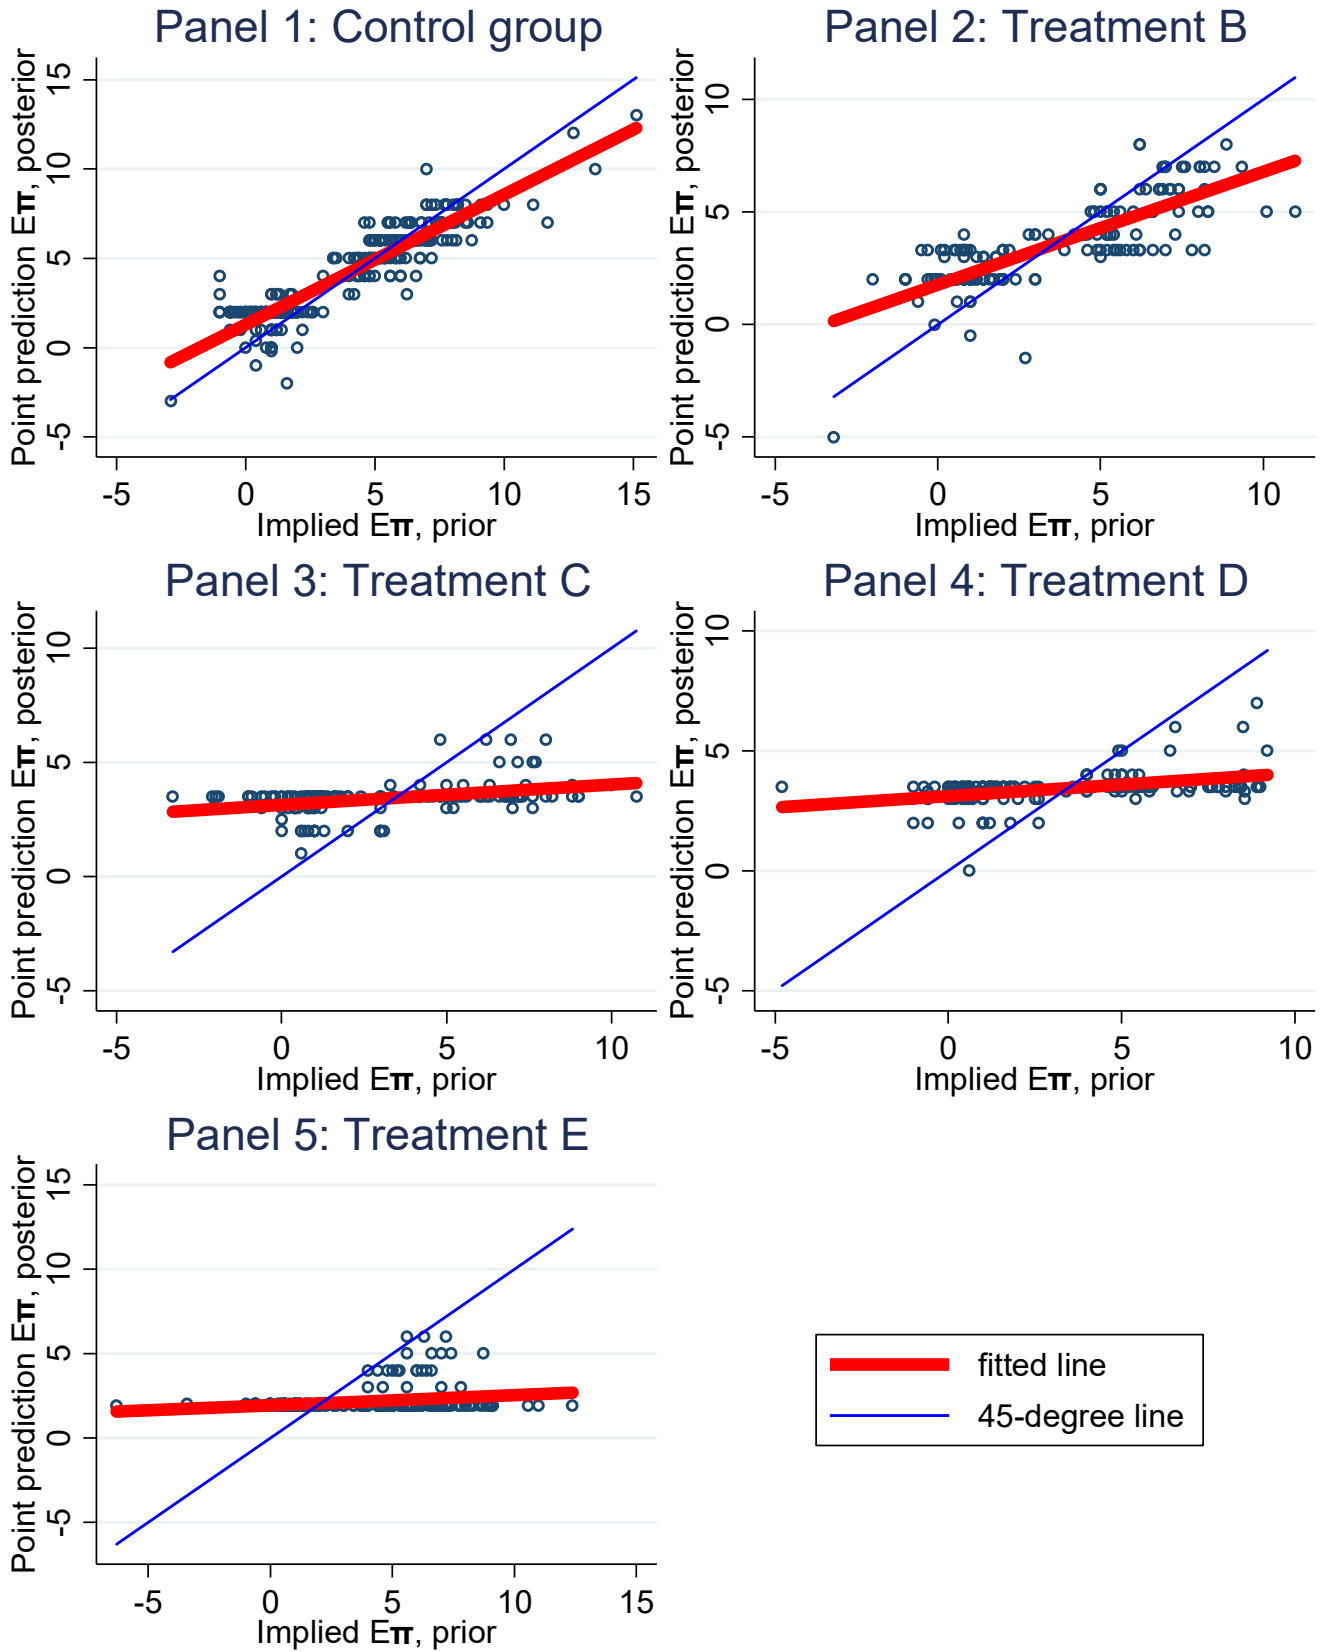 Panel 1: Control group
Point prediction Eπ, posterior
15
10
5
0
-5
-5 0 5 10 15
Implied Eπ, prior
Panel 2: Treatment B
Point prediction Eπ, posterior
10
5
0
-5
-5 0 5 10
Implied Eπ, prior
Panel 3: Treatment C
Point prediction Eπ, posterior
10
5
0
-5
-5 0 5 10
Implied Eπ, prior
Panel 4: Treatment D
Point prediction Eπ, posterior
10
5
0
-5
-5 0 5 10
Implied Eπ, prior
Panel 5: Treatment E
Point prediction Eπ, posterior
15
10
5
0
-5
-5 0 5 10 15
Implied Eπ, prior
fitted line
45-degree line